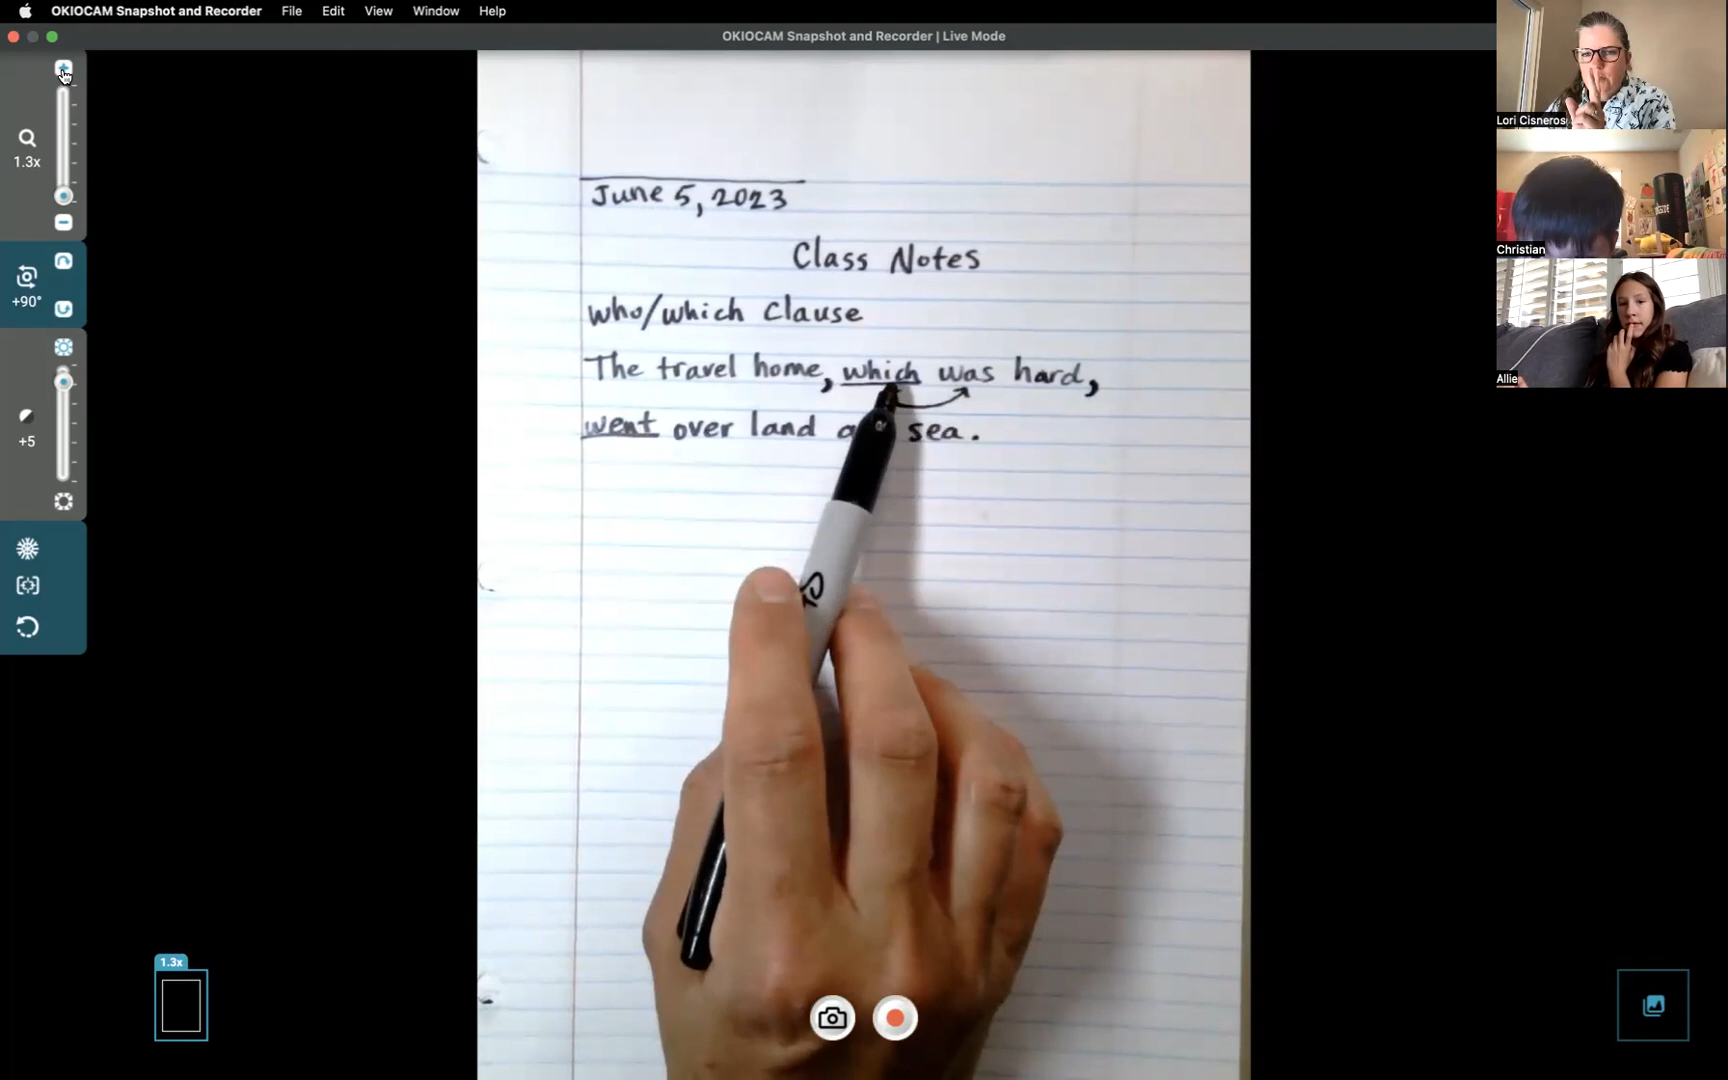 OKIOCAM Snapshot and Recorder File Edit View Window Help
OKIOCAM Snapshot and Recorder | Live Mode
1.3x
+90°
+5
June 5, 2023
Class Notes
who/which Clause
The travel home, which was hard,
went over land sea.
Lori Cisneros
Christian
Allie
1.3x